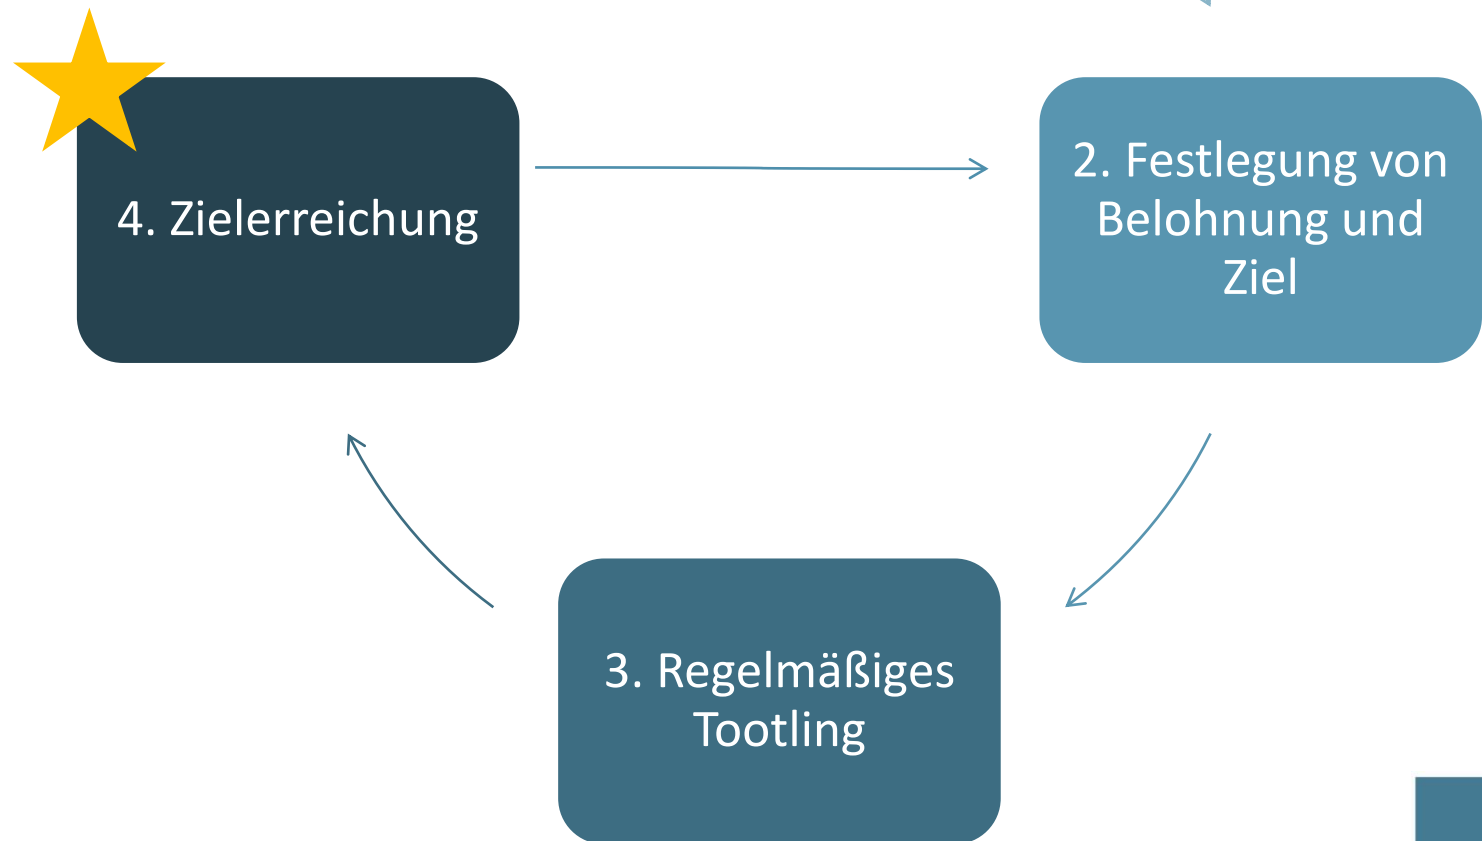 4. Zielerreichung
2. Festlegung von
Belohnung und
Ziel
3. Regelmäßiges
Tootling